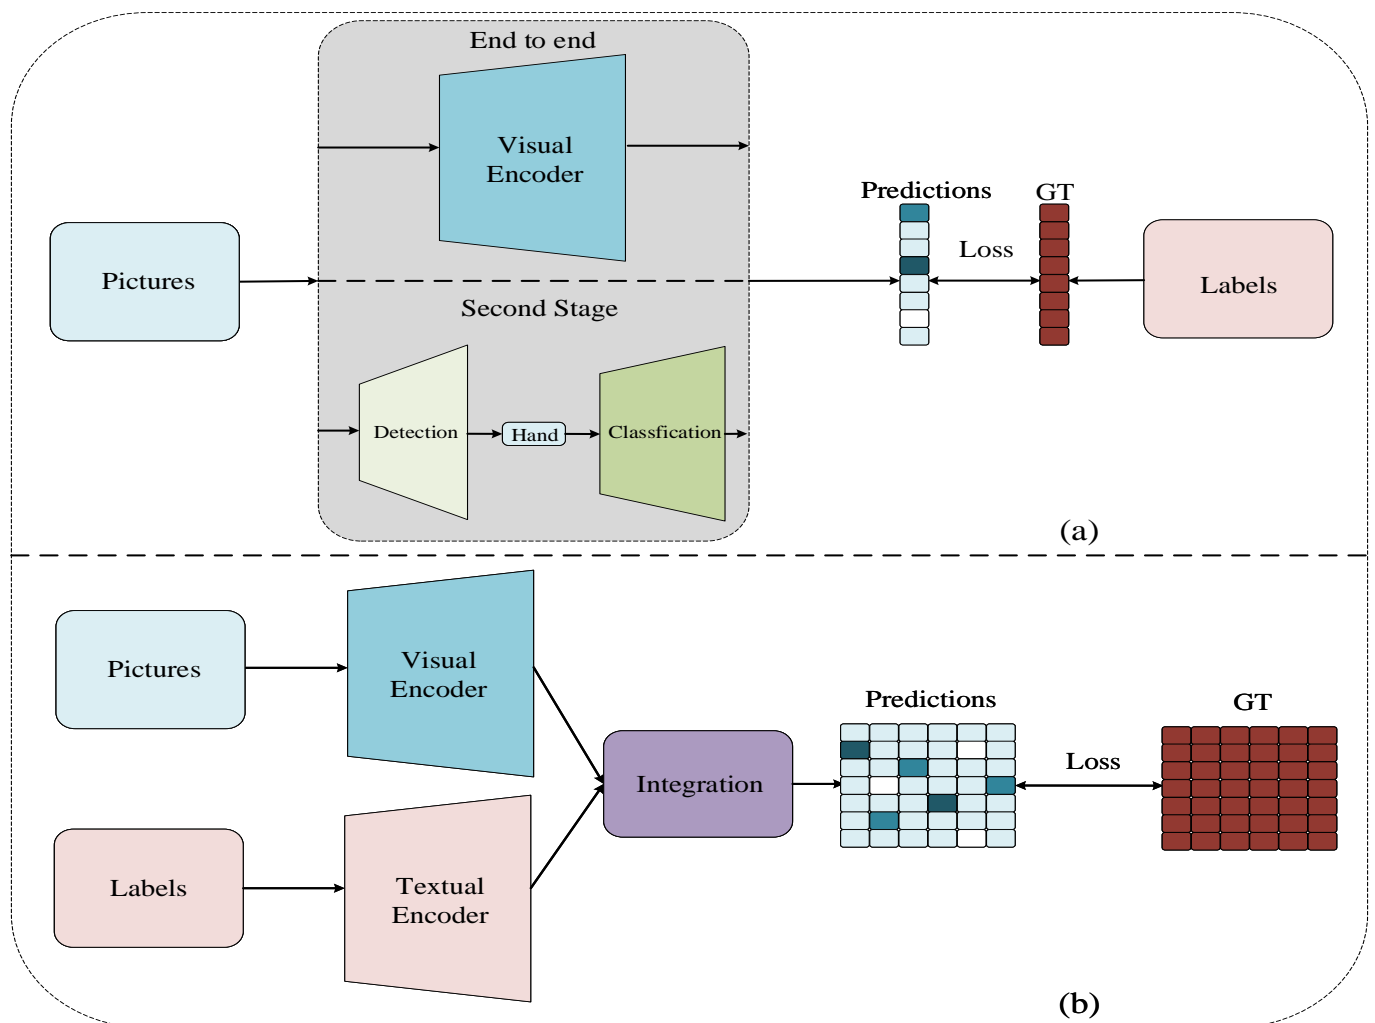 End to end
Visual
Encoder
Pictures
Predictions
GT
Loss
Labels
Second Stage
Detection
Hand
Classfication
(a)
Pictures
Visual
Encoder
Labels
Textual
Encoder
Integration
Predictions
Loss
GT
(b)